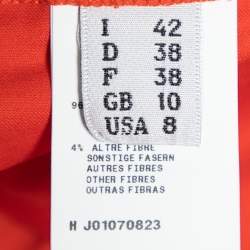 I 42
D 38
F 38
GB 10
USA 8
96
4% ALTRE FIBRE
SONSTIGE FASERN
AUTRES FIBRES
OTHER FIBRES
OUTRAS FIBRAS
H J01070823